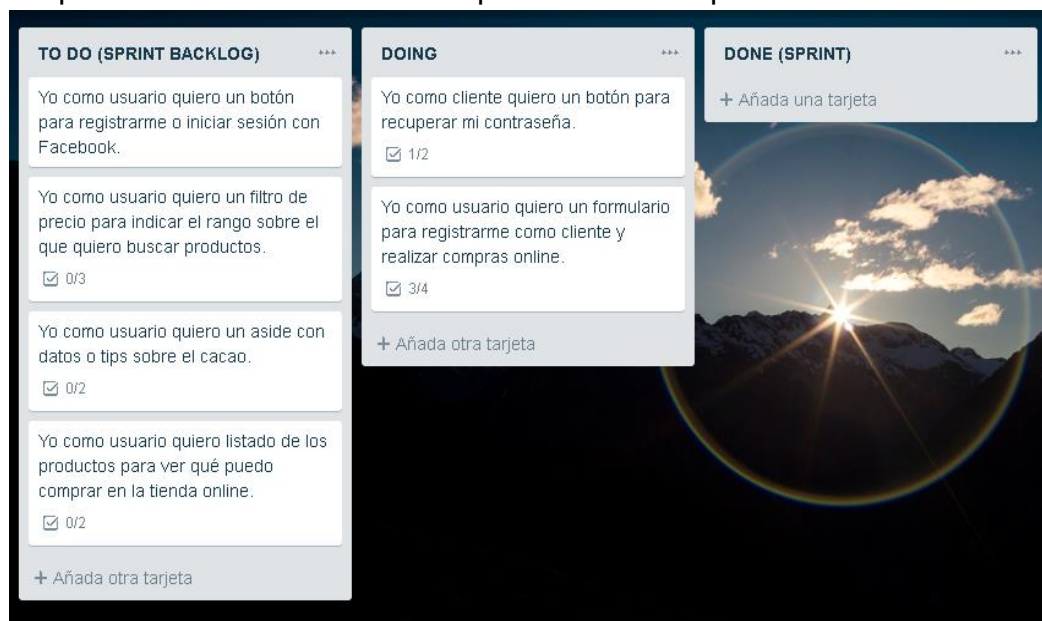 TO DO (SPRINT BACKLOG)
Yo como usuario quiero un botón
para registrarme o iniciar sesión con
Facebook.
Yo como usuario quiero un filtro de
precio para indicar el rango sobre el
que quiero buscar productos.
0/3
Yo como usuario quiero un aside con
datos o tips sobre el cacao.
0/2
Yo como usuario quiero listado de los
productos para ver qué puedo
comprar en la tienda online.
0/2
+ Añada otra tarjeta
DOING
Yo como cliente quiero un botón para
recuperar mi contraseña.
1/2
Yo como usuario quiero un formulario
para registrarme como cliente y
realizar compras online.
3/4
+ Añada otra tarjeta
DONE (SPRINT)
+ Añada una tarjeta